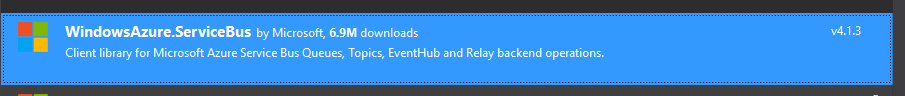 WindowsAzure.ServiceBus by Microsoft, 6.9M downloads v4.1.3
Client library for Microsoft Azure Service Bus Queues, Topics, EventHub and Relay backend operations.